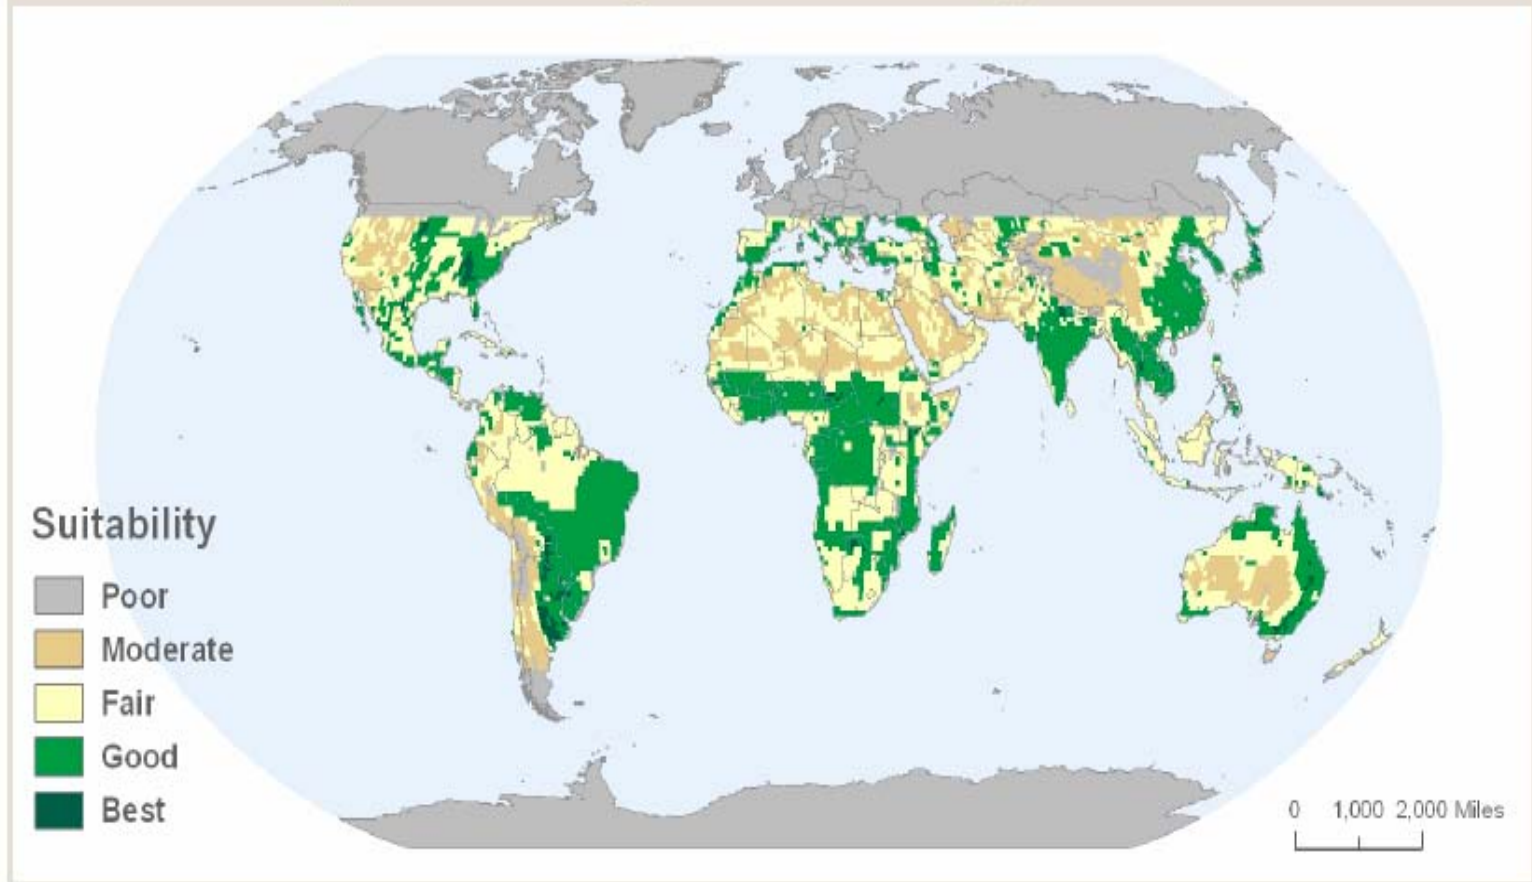 Suitability
Poor
Moderate
Fair
Good
Best
0 1,000 2,000 Miles